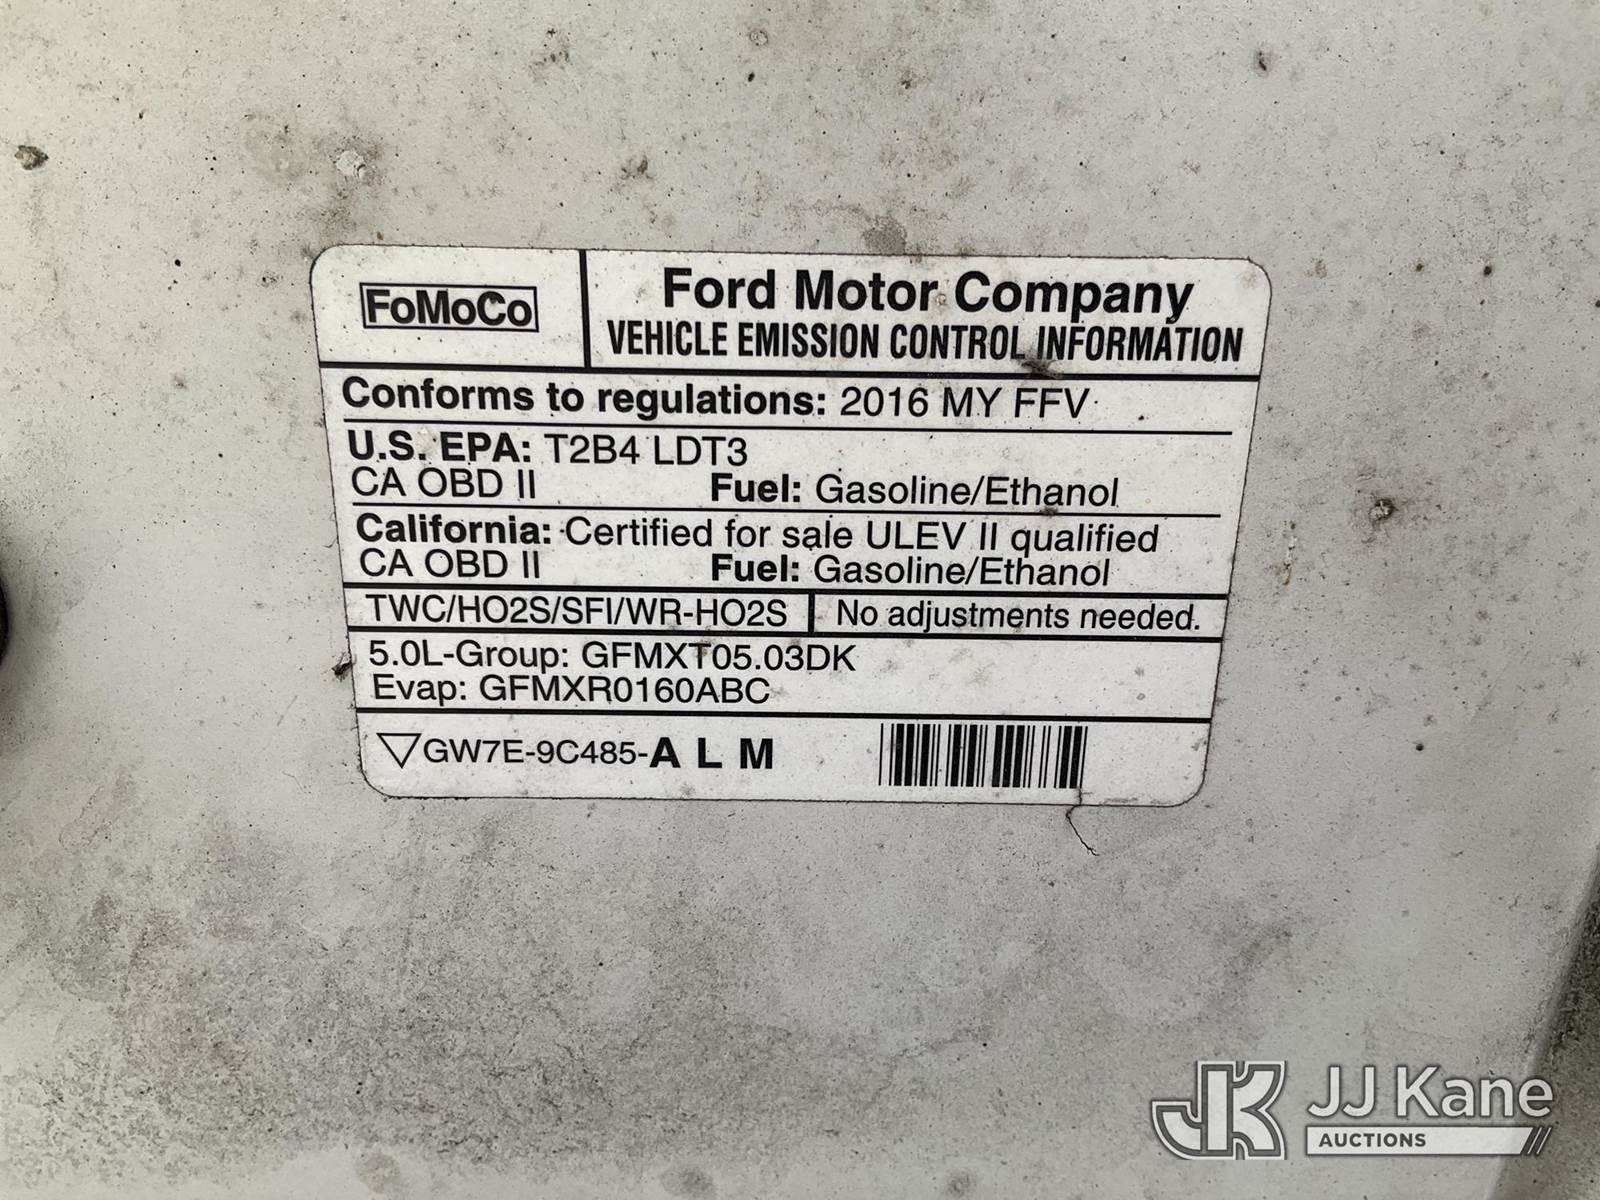 FoMoCo
Ford Motor Company
VEHICLE EMISSION CONTROL INFORMATION
Conforms to regulations: 2016 MY FFV
U.S. EPA: T2B4 LDT3
CA OBD II Fuel: Gasoline/Ethanol
California: Certified for sale ULEV II qualified
CA OBD II Fuel: Gasoline/Ethanol
TWC/HO2S/SFI/WR-HO2S No adjustments needed.
5.0L-Group: GFMXT05.03DK
Evap: GFMXR0160ABC
GW7E-9C485-A L M
JK JJ Kane
AUCTIONS